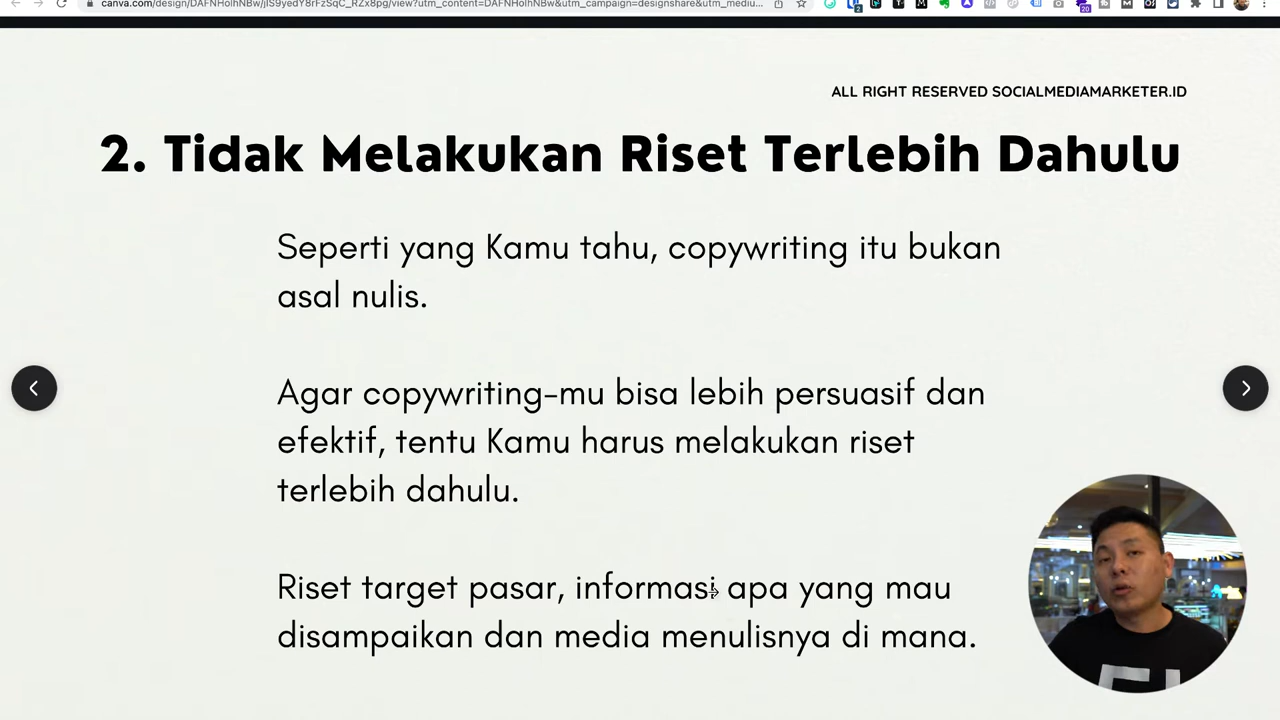 ALL RIGHT RESERVED SOCIALMEDIAMARKETER.ID
2. Tidak Melakukan Riset Terlebih Dahulu
Seperti yang Kamu tahu, copywriting itu bukan
asal nulis.
Agar copywriting-mu bisa lebih persuasif dan
efektif, tentu Kamu harus melakukan riset
terlebih dahulu.
Riset target pasar, informasi apa yang mau
disampaikan dan media menulisnya di mana.